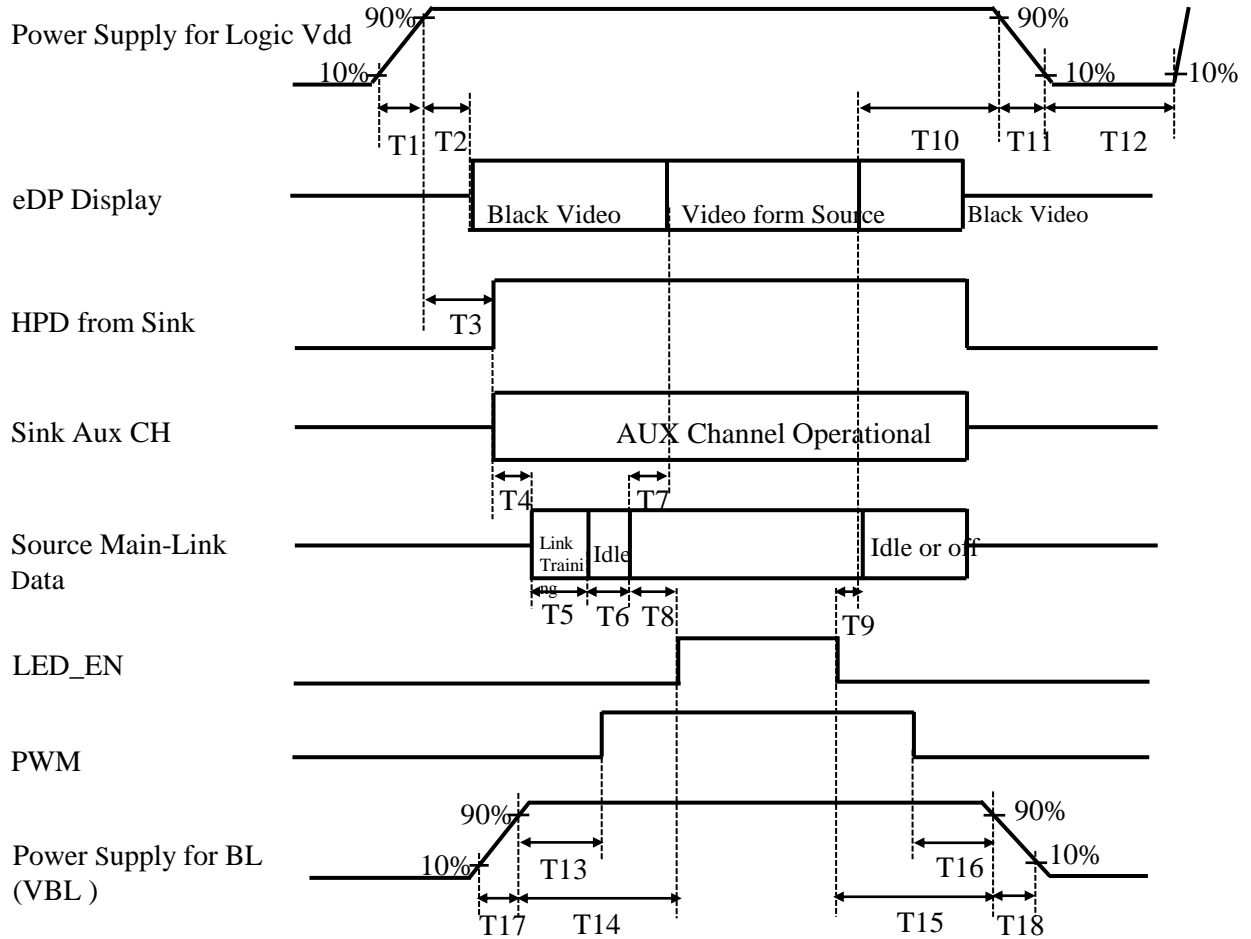 90%
90%
Power Supply for Logic Vdd
10%
10%
10%
T1
T2
T10
T11
T12
eDP Display
Black Video
Video form Source
Black Video
HPD from Sink
T3
Sink Aux CH
AUX Channel Operational
T4
T7
Source Main-Link
Data
Link
Traini
ng
Idle
Idle or off
T5
T6
T8
T9
LED_EN
PWM
90%
90%
Power Supply for BL
(VBL )
10%
10%
T13
T16
T17
T14
T15
T18